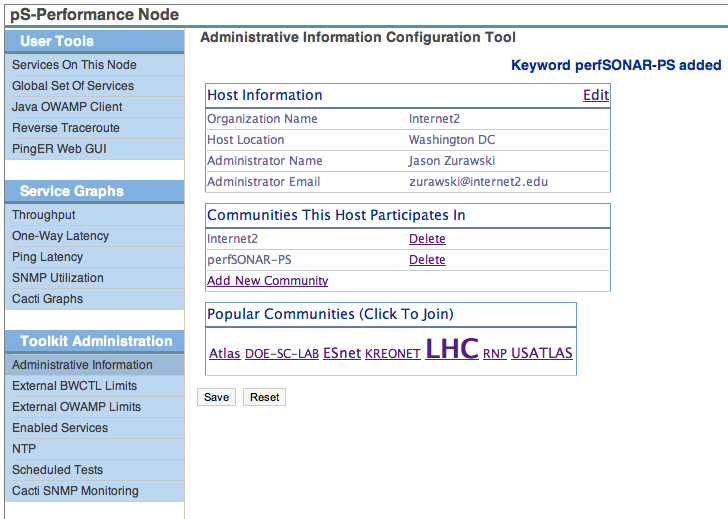 pS-Performance Node
User Tools
Services On This Node
Global Set Of Services
Java OWAMP Client
Reverse Traceroute
PingER Web GUI
Service Graphs
Throughput
One-Way Latency
Ping Latency
SNMP Utilization
Cacti Graphs
Toolkit Administration
Administrative Information
External BWCTL Limits
External OWAMP Limits
Enabled Services
NTP
Scheduled Tests
Cacti SNMP Monitoring
Administrative Information Configuration Tool
Keyword perfSONAR-PS added
Host Information Edit
Organization Name Internet2
Host Location Washington DC
Administrator Name Jason Zurawski
Administrator Email zurawski@internet2.edu
Communities This Host Participates In
Internet2 Delete
perfSONAR-PS Delete
Add New Community
Popular Communities (Click To Join)
Atlas DOE-SC-LAB ESnet KREONET LHC RNP USATLAS
Save Reset